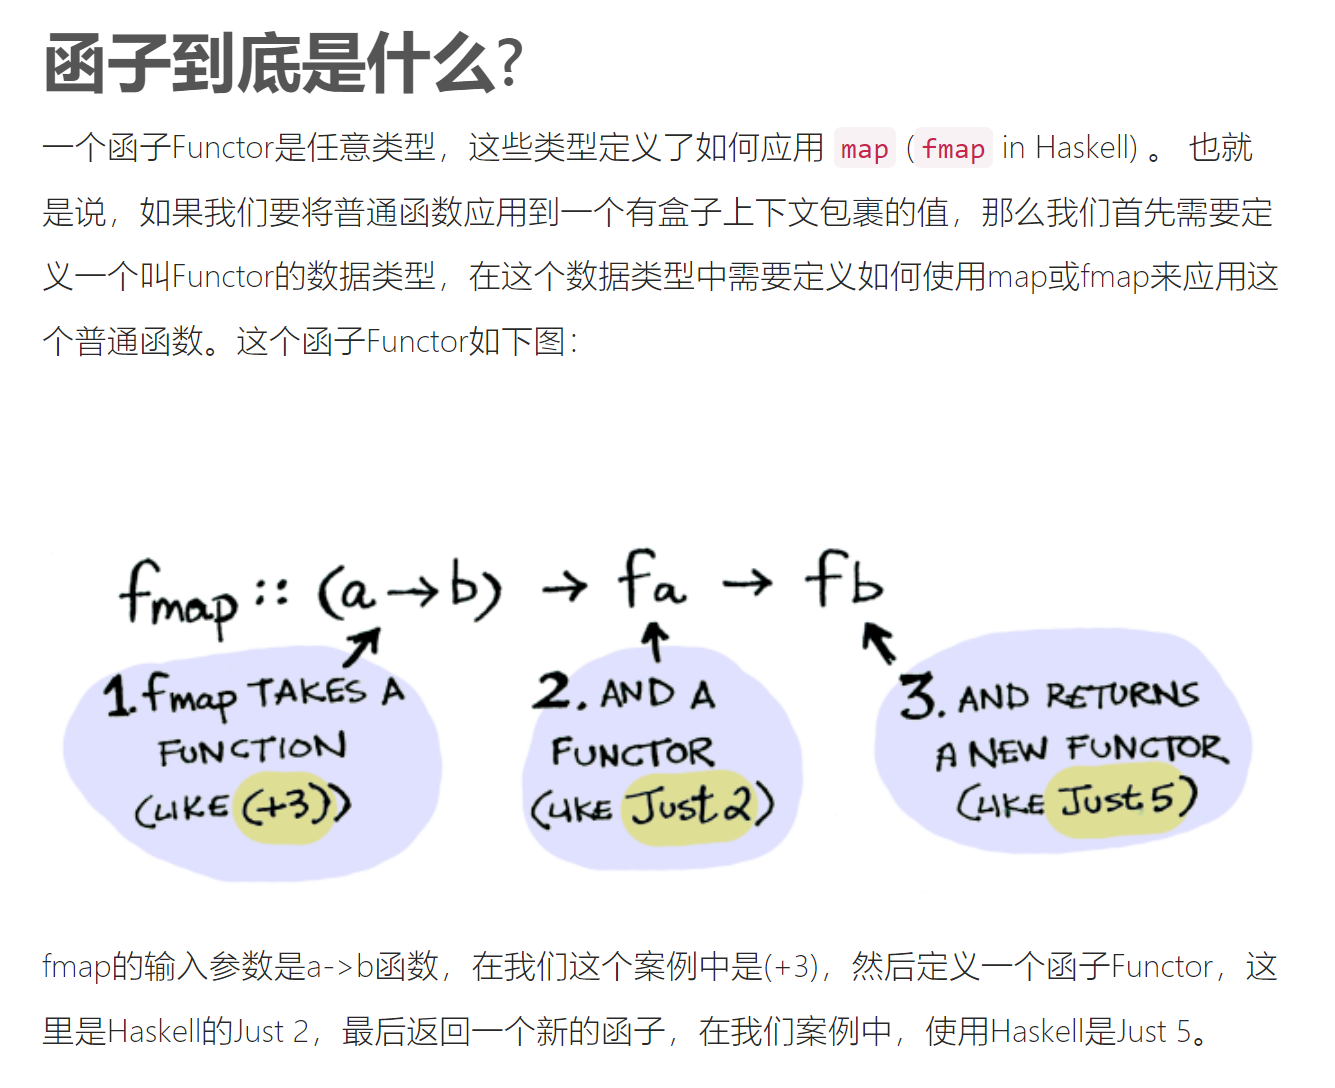 函子到底是什么?
一个函子Functor是任意类型，这些类型定义了如何应用 map (fmap in Haskell) 。 也就
是说，如果我们要将普通函数应用到一个有盒子上下文包裹的值，那么我们首先需要定
义一个叫Functor的数据类型，在这个数据类型中需要定义如何使用map或fmap来应用这
个普通函数。这个函子Functor如下图：
fmap :: (a→b) → fa → fb
1. fmap TAKES A
FUNCTION
(LIKE (+3))
2. AND A
FUNCTOR
(LIKE Just 2)
3. AND RETURNS
A NEW FUNCTOR
(LIKE Just 5)
fmap的输入参数是a->b函数，在我们这个案例中是(+3)，然后定义一个函子Functor，这
里是Haskell的Just 2，最后返回一个新的函子，在我们案例中，使用Haskell是Just 5。